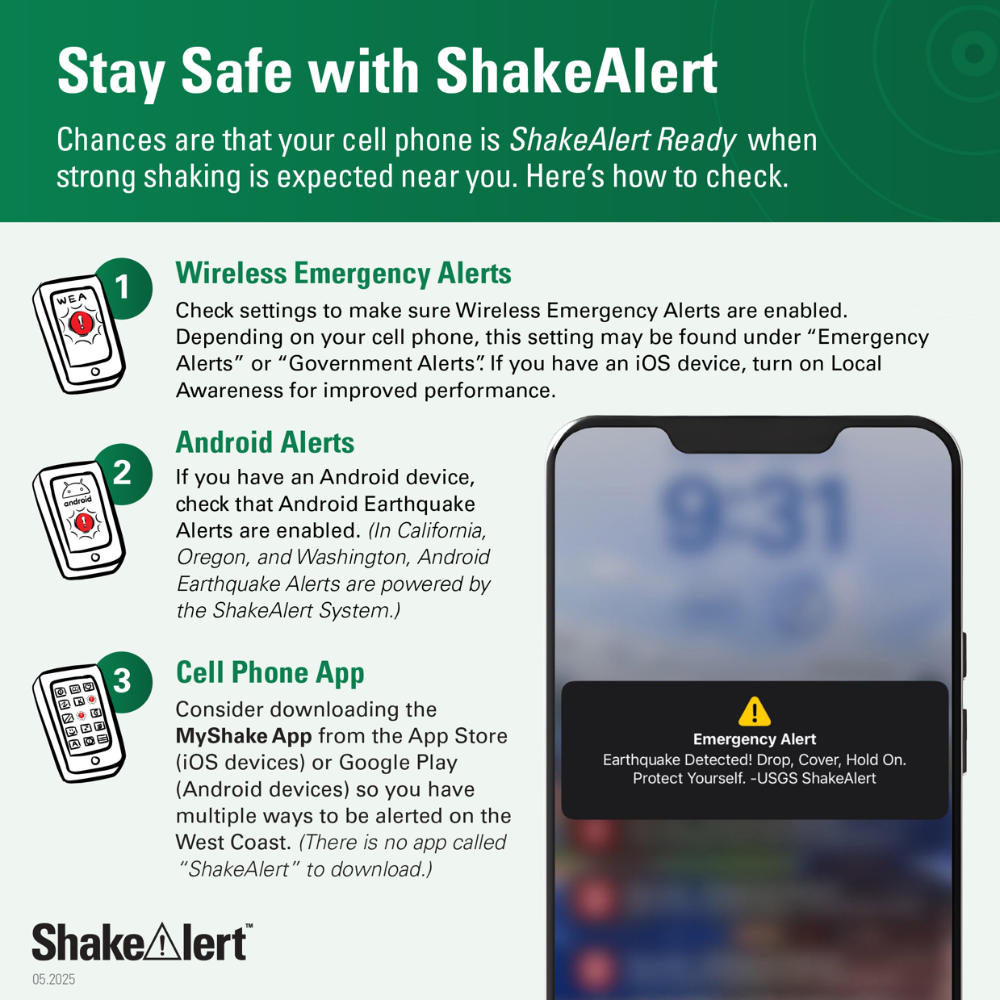 Stay Safe with ShakeAlert
Chances are that your cell phone is ShakeAlert Ready when
strong shaking is expected near you. Here's how to check.
1
WEA
Wireless Emergency Alerts
Check settings to make sure Wireless Emergency Alerts are enabled.
Depending on your cell phone, this setting may be found under “Emergency
Alerts” or “Government Alerts”. If you have an iOS device, turn on Local
Awareness for improved performance.
2
android
Android Alerts
If you have an Android device,
check that Android Earthquake
Alerts are enabled. (In California,
Oregon, and Washington, Android
Earthquake Alerts are powered by
the ShakeAlert System.)
3
Cell Phone App
Consider downloading the
MyShake App from the App Store
(iOS devices) or Google Play
(Android devices) so you have
multiple ways to be alerted on the
West Coast. (There is no app called
“ShakeAlert” to download.)
9:31
Emergency Alert
Earthquake Detected! Drop, Cover, Hold On.
Protect Yourself. -USGS ShakeAlert
ShakeAlert™
05.2025